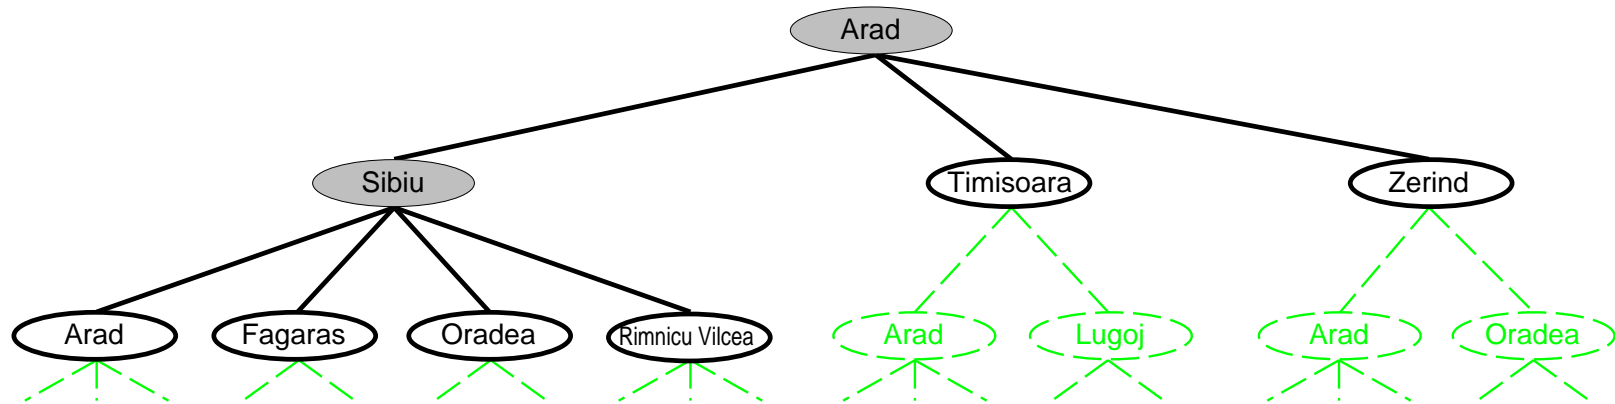 Arad
Sibiu
Timisoara
Zerind
Arad
Fagaras
Oradea
Rimnicu Vilcea
Arad
Lugoj
Arad
Oradea